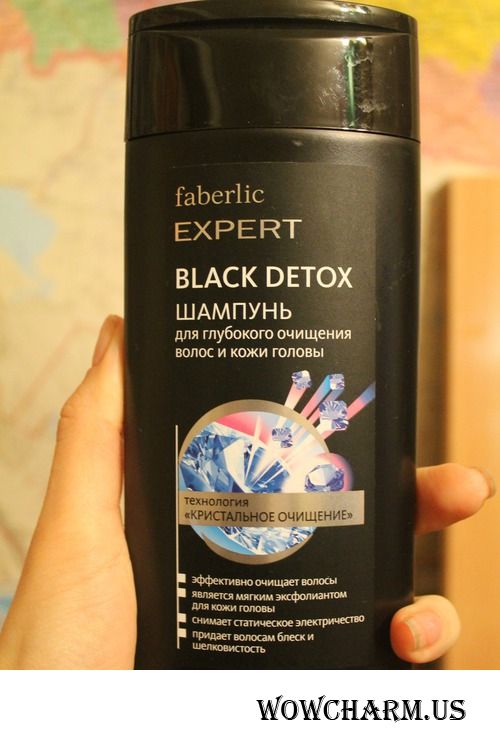 faberlic
EXPERT
BLACK DETOX
ШАМПУНЬ
для глубокого очищения
волос и кожи головы
технология
«КРИСТАЛЬНОЕ ОЧИЩЕНИЕ»
эффективно очищает волосы
является мягким эксфолиантом
для кожи головы
снимает статическое электричество
придает волосам блеск и
шелковистость
WOWCHARM.US